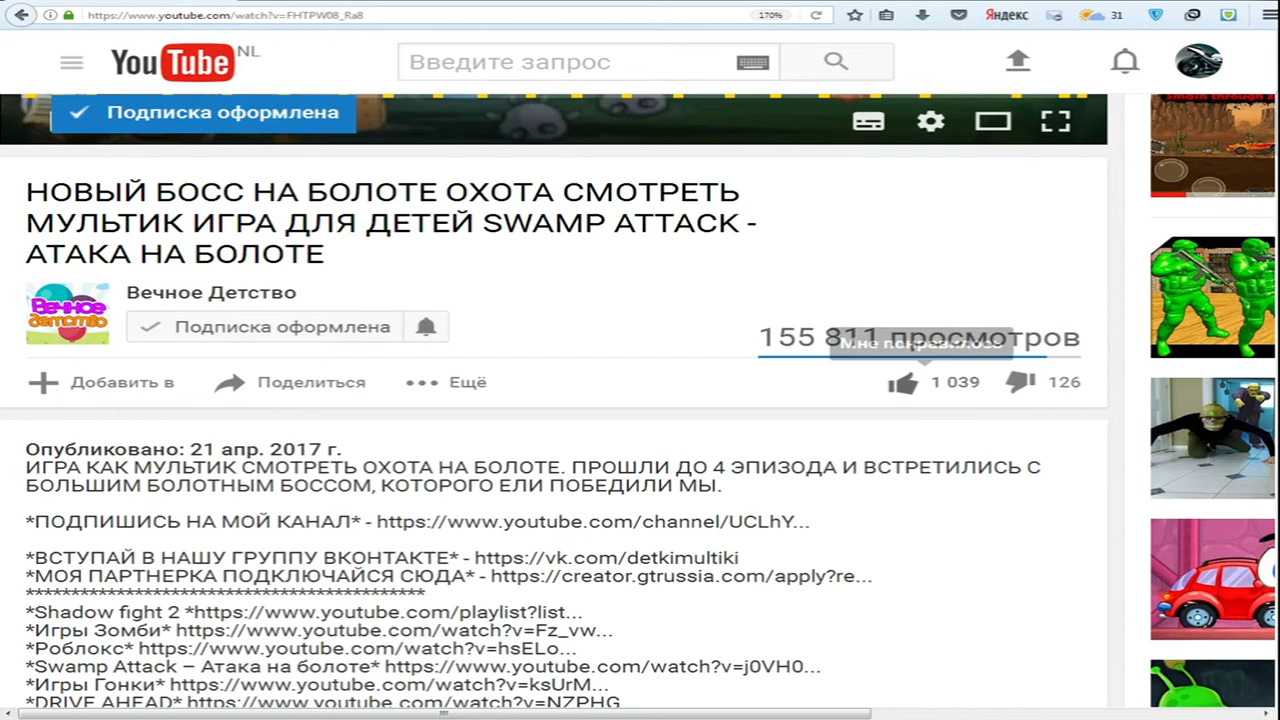 https://www.youtube.com/watch?v=FHTPW08_Ra8
170%
Яндекс
31
YouTube NL
Введите запрос
Подписка оформлена
НОВЫЙ БОСС НА БОЛОТЕ ОХОТА СМОТРЕТЬ
МУЛЬТИК ИГРА ДЛЯ ДЕТЕЙ SWAMP ATTACK -
АТАКА НА БОЛОТЕ
Вечное детство
Вечное Детство
Подписка оформлена
155 811 просмотров
Мне понравилось
Добавить в
Поделиться
Ещё
1 039
126
Опубликовано: 21 апр. 2017 г.
ИГРА КАК МУЛЬТИК СМОТРЕТЬ ОХОТА НА БОЛОТЕ. ПРОШЛИ ДО 4 ЭПИЗОДА И ВСТРЕТИЛИСЬ С
БОЛЬШИМ БОЛОТНЫМ БОССОМ, КОТОРОГО ЕЛИ ПОБЕДИЛИ МЫ.
*ПОДПИШИСЬ НА МОЙ КАНАЛ* - https://www.youtube.com/channel/UCLhY...
*ВСТУПАЙ В НАШУ ГРУППУ ВКОНТАКТЕ* - https://vk.com/detkimultiki
*МОЯ ПАРТНЕРКА ПОДКЛЮЧАЙСЯ СЮДА* - https://creator.gtrussia.com/apply?re...
********************************************
*Shadow fight 2 *https://www.youtube.com/playlist?list...
*Игры Зомби* https://www.youtube.com/watch?v=Fz_vw...
*Роблокс* https://www.youtube.com/watch?v=hsELo...
*Swamp Attack – Атака на болоте* https://www.youtube.com/watch?v=j0VH0...
*Игры Гонки* https://www.youtube.com/watch?v=ksUrM...
*DRIVE AHEAD* https://www.youtube.com/watch?v=NZPHG